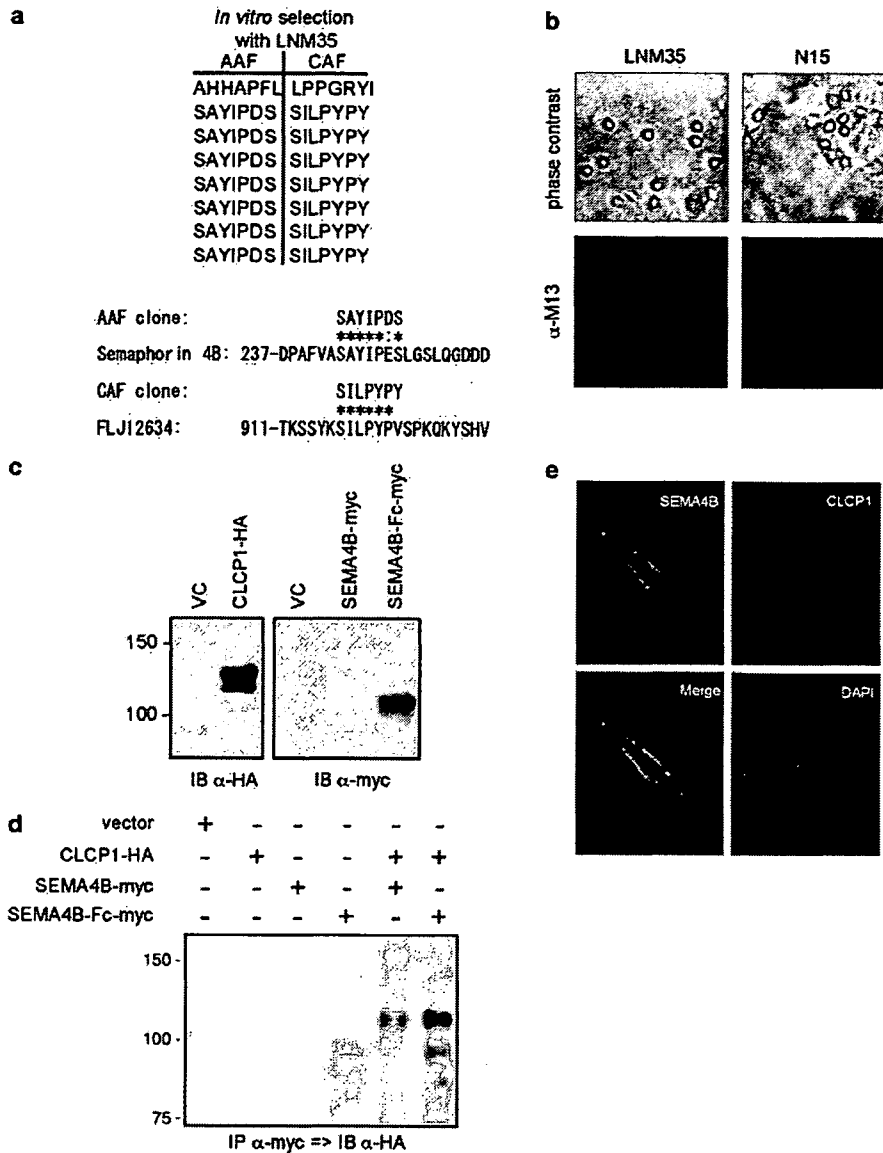 a
In vitro selection
with LNM35
AAF CAF
AHHAPFL LPPGRYI
SAYIPDS SILPYPY
SAYIPDS SILPYPY
SAYIPDS SILPYPY
SAYIPDS SILPYPY
SAYIPDS SILPYPY
SAYIPDS SILPYPY
SAYIPDS SILPYPY
AAF clone: SAYIPDS
*****:*
Semaphorin 4B: 237-DPAFVASAYIPESLGSLQGDDD
CAF clone: SILPYPY
******
FLJ12634: 911-TKSSYKSILPYPVSPKQKYSHV
b
LNM35 N15
phase contrast
α-M13
c
VC CLCP1-HA VC SEMA4B-myc SEMA4B-Fc-myc
150 -
100 -
IB α-HA IB α-myc
d
vector + - - - - -
CLCP1-HA - + - - + +
SEMA4B-myc - - + - + -
SEMA4B-Fc-myc - - - + - +
150 -
100 -
75 -
IP α-myc => IB α-HA
e
SEMA4B CLCP1
Merge DAPI